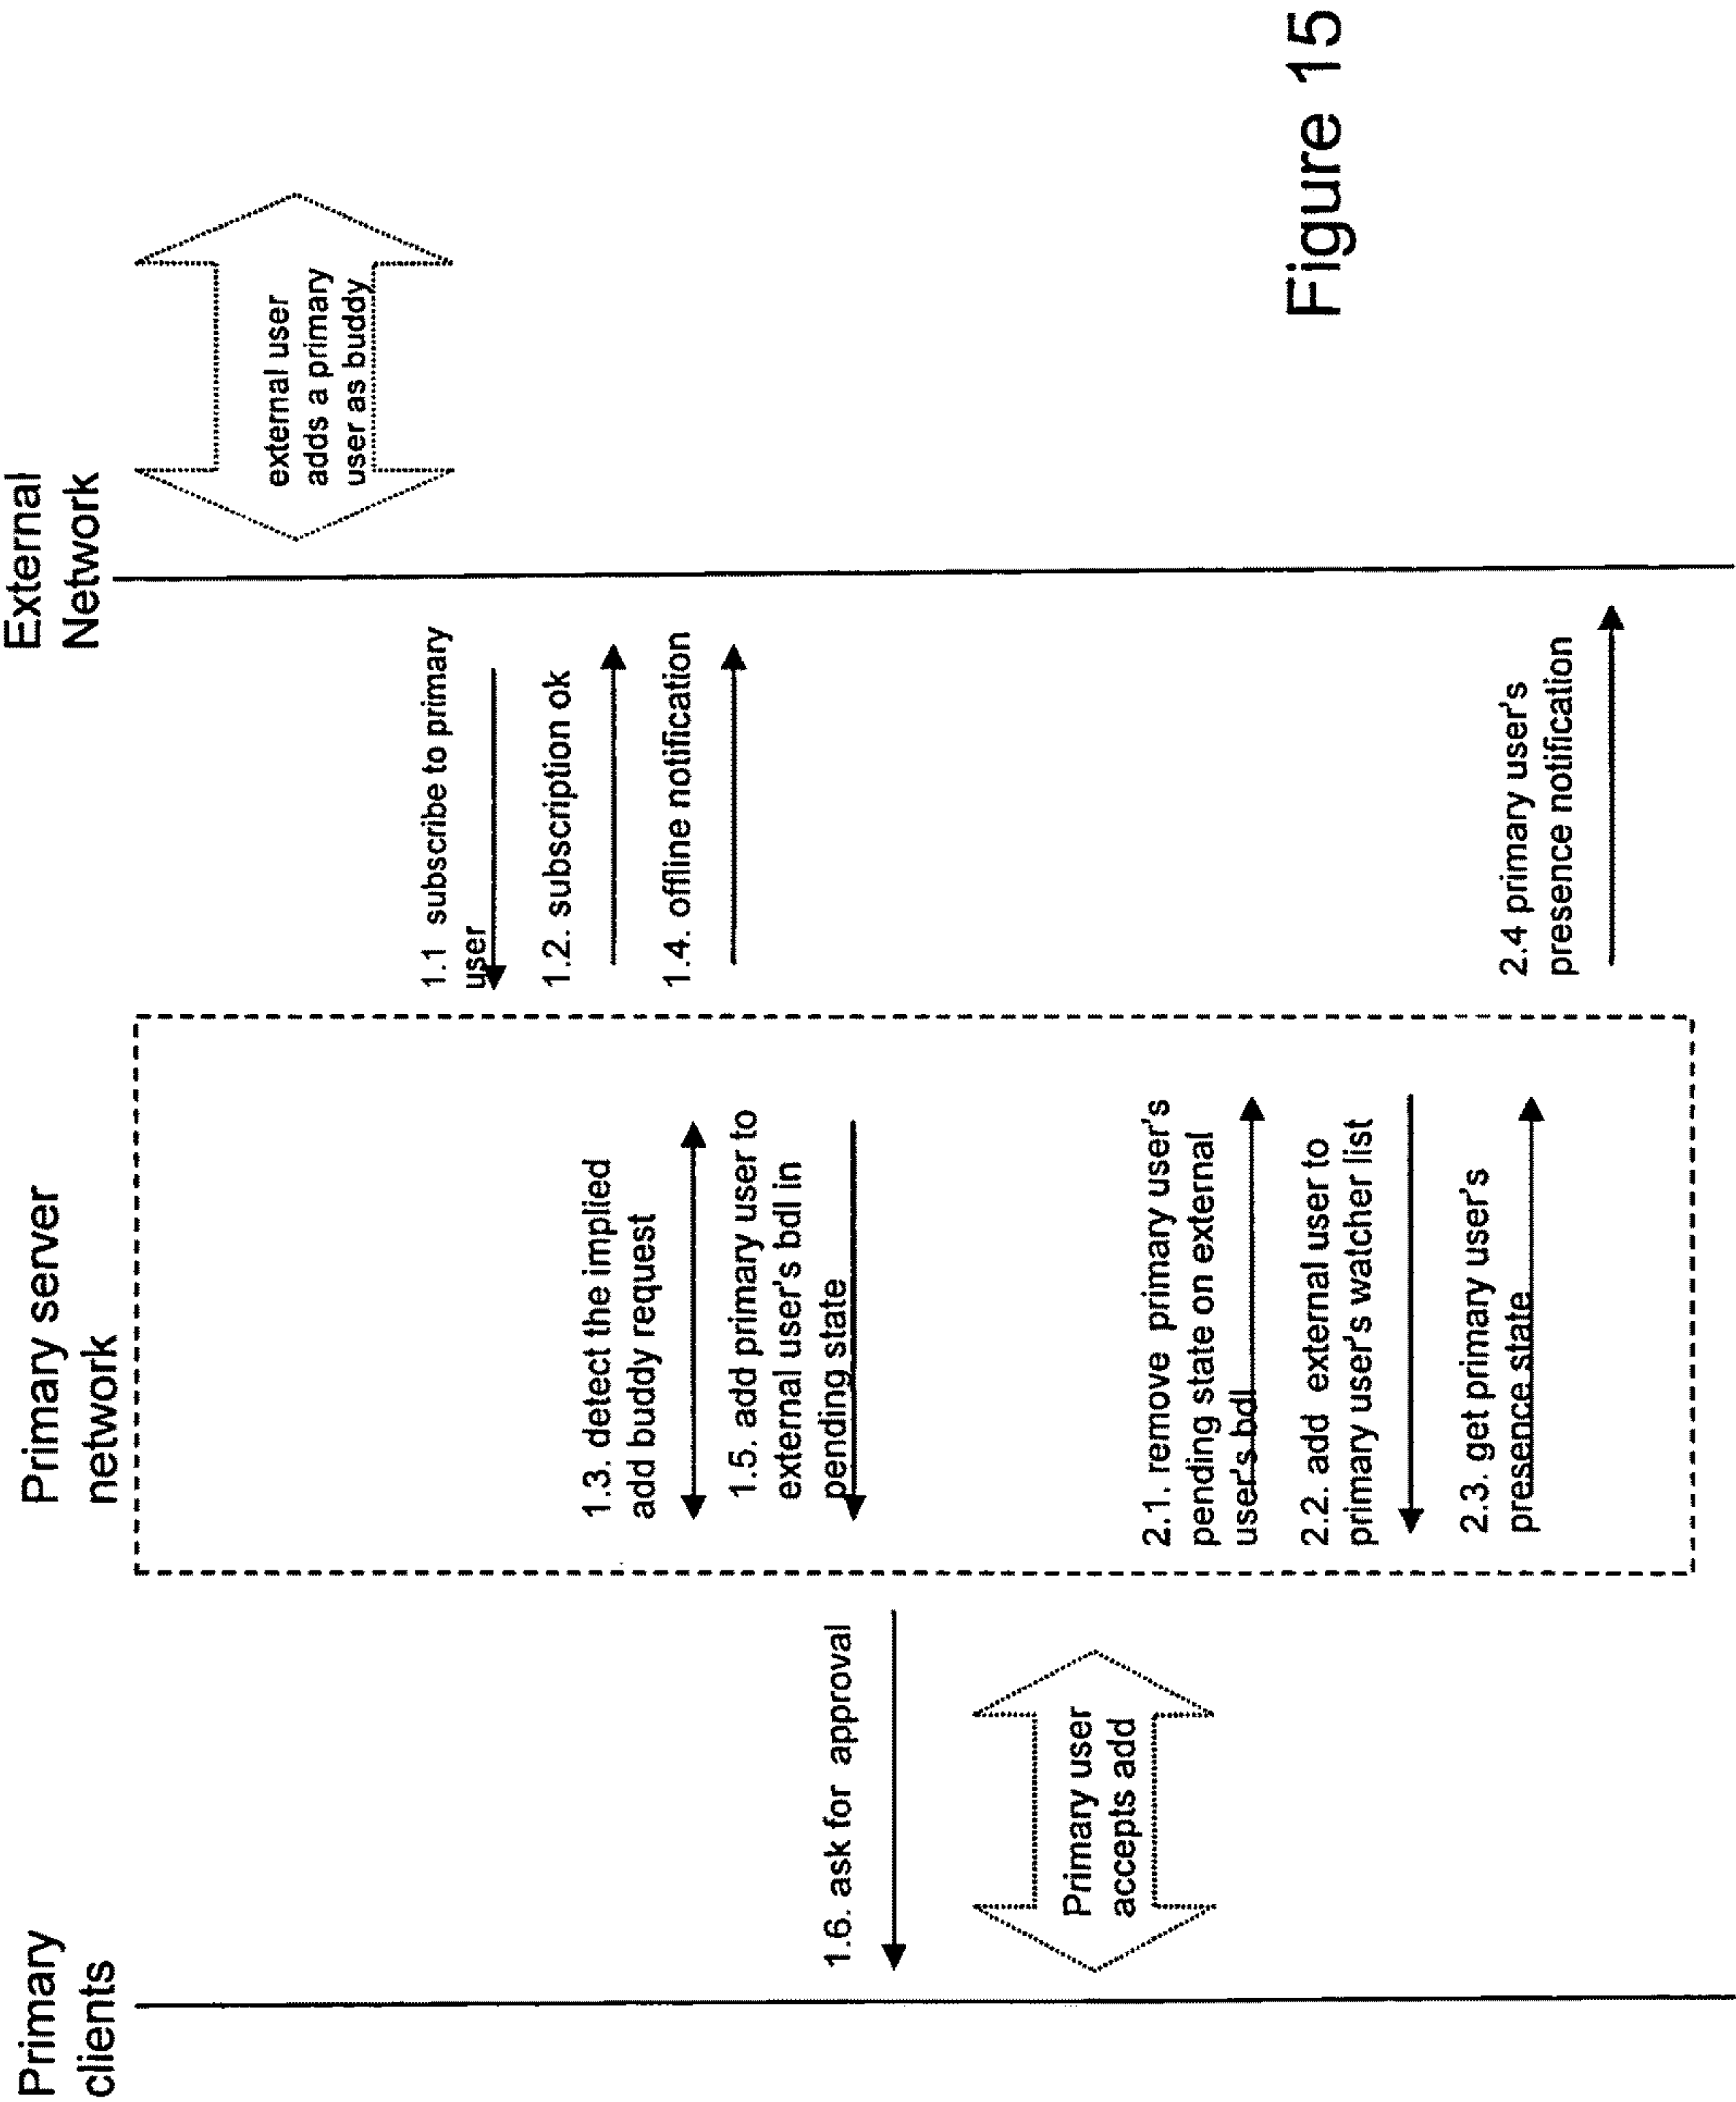 Primary
clients
Primary server
network
External
Network
external user
adds a primary
user as buddy
1.1 subscribe to primary
user
1.2. subscription ok
1.3. detect the implied
add buddy request
1.4. offline notification
1.5. add primary user to
external user's bdl in
pending state
1.6. ask for approval
Primary user
accepts add
2.1. remove primary user's
pending state on external
user's bdl
2.2. add external user to
primary user's watcher list
2.3. get primary user's
presence state
2.4 primary user's
presence notification
Figure 15